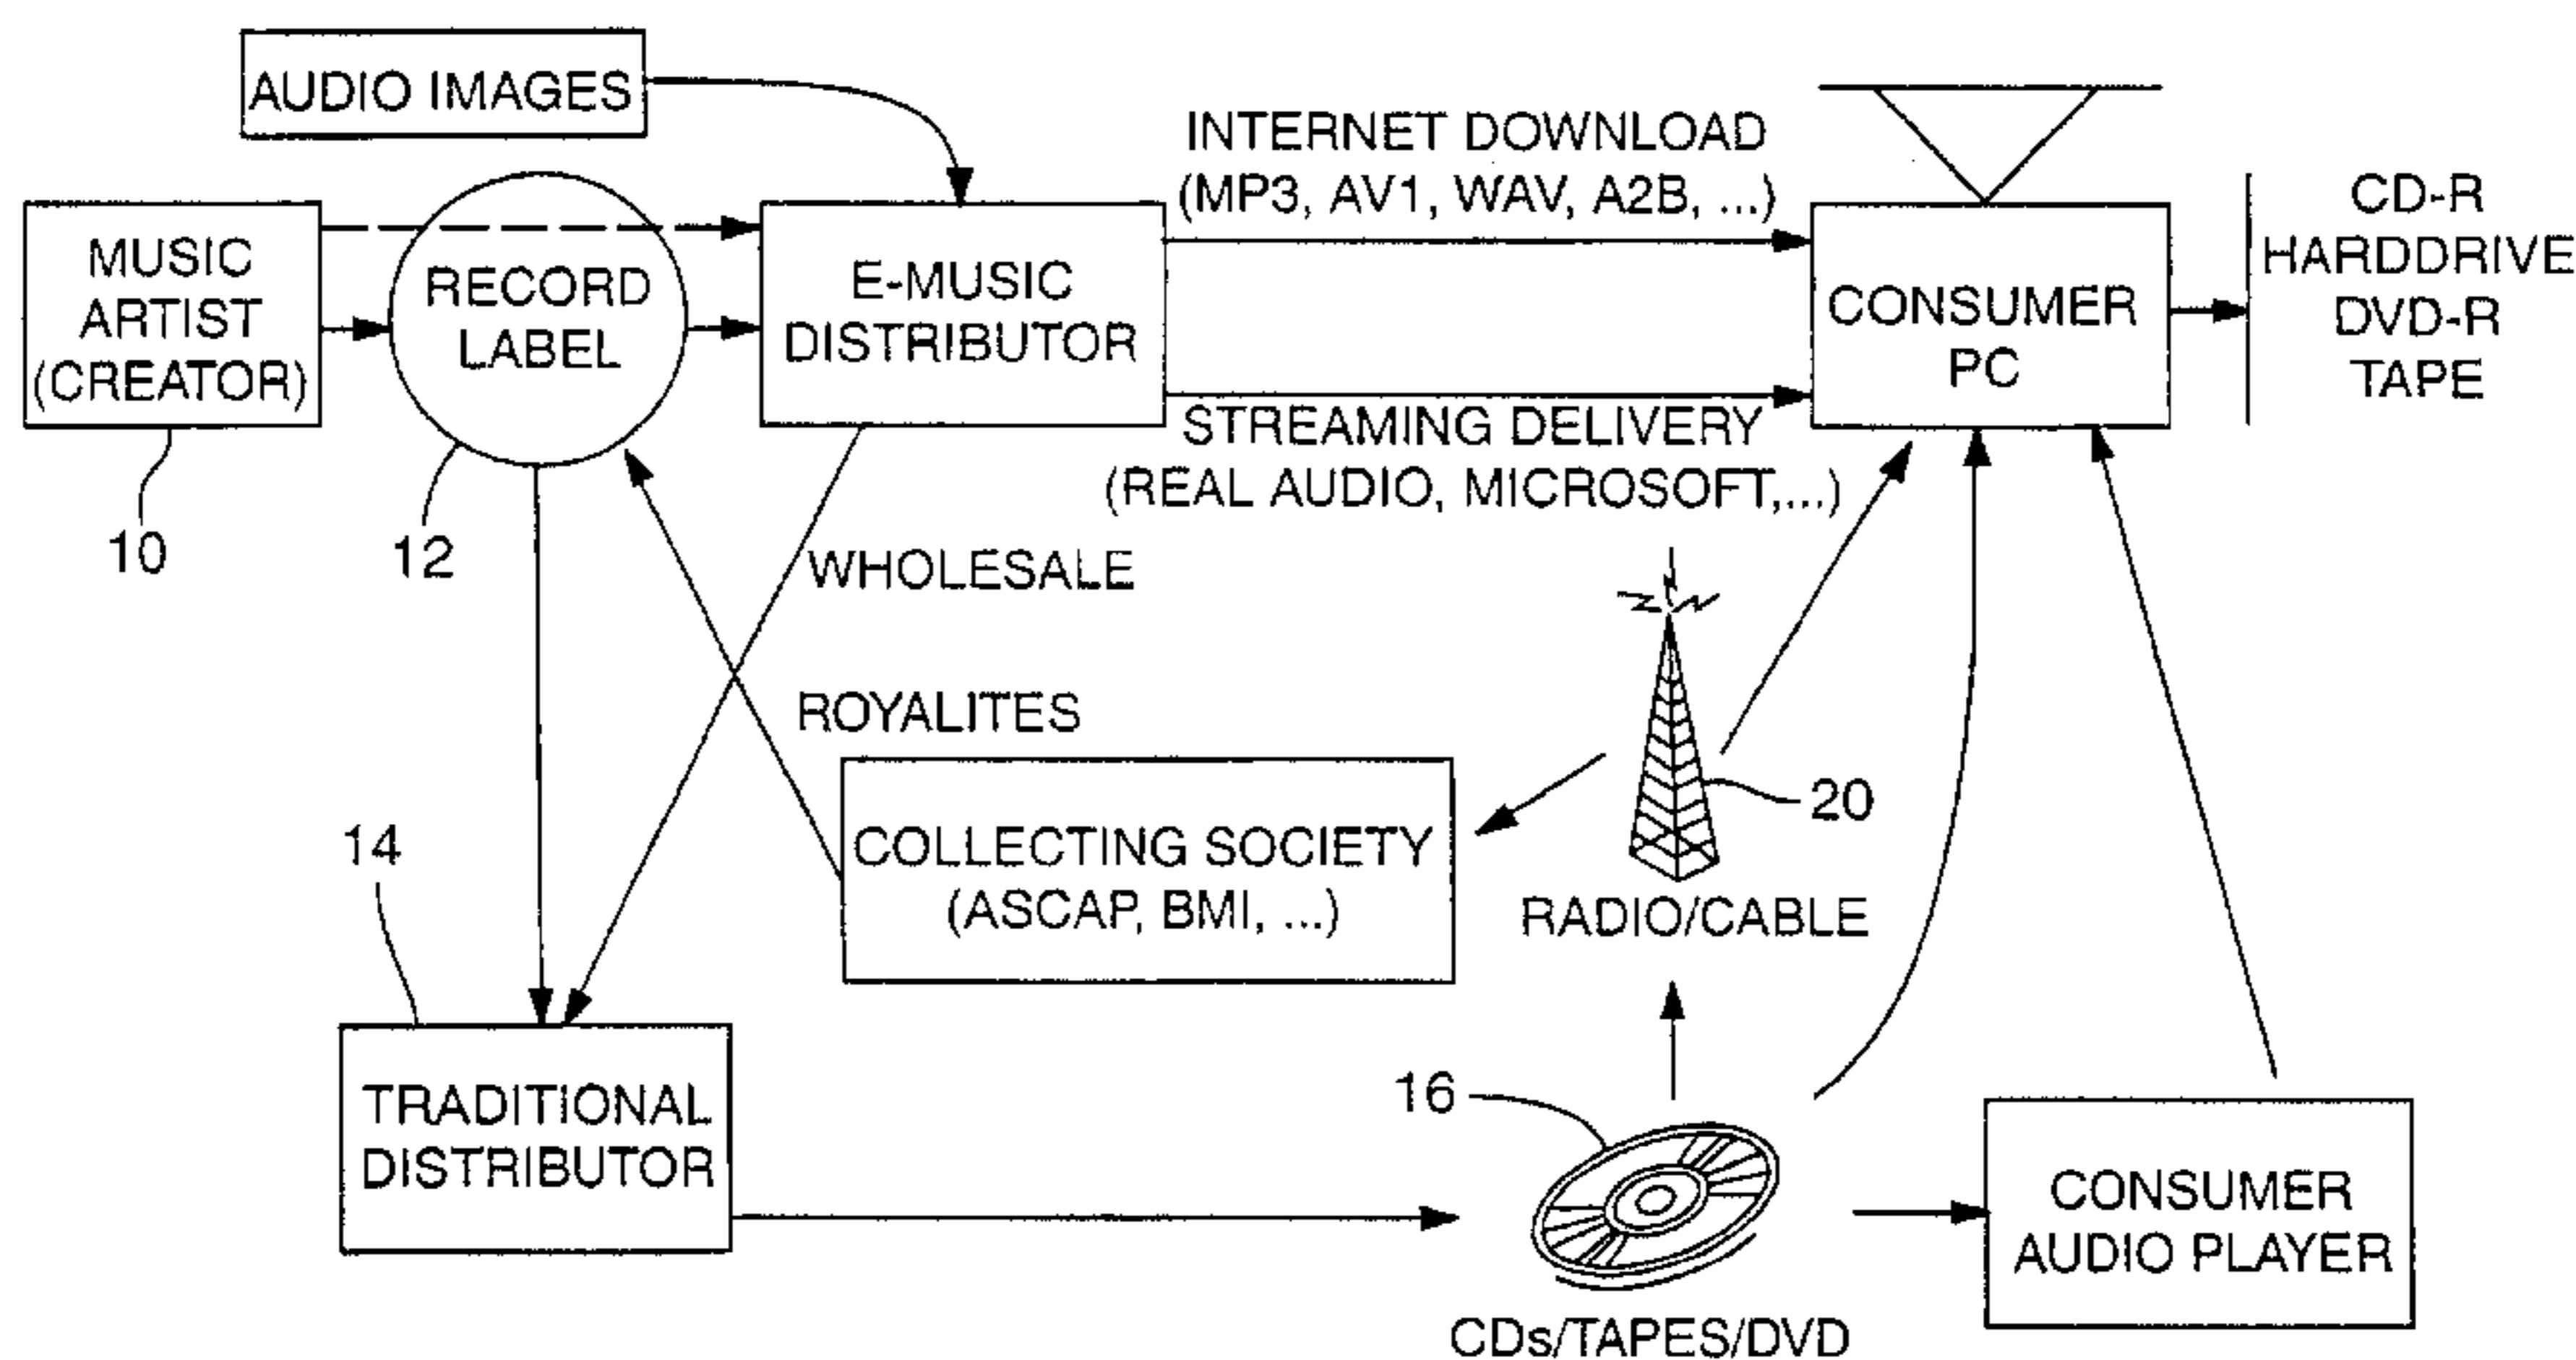 AUDIO IMAGES
MUSIC
ARTIST
(CREATOR)
10
RECORD
LABEL
12
E-MUSIC
DISTRIBUTOR
INTERNET DOWNLOAD
(MP3, AV1, WAV, A2B, ...)
STREAMING DELIVERY
(REAL AUDIO, MICROSOFT,...)
CONSUMER
PC
CD-R
HARDDRIVE
DVD-R
TAPE
WHOLESALE
ROYALITES
COLLECTING SOCIETY
(ASCAP, BMI, ...)
20
RADIO/CABLE
14
TRADITIONAL
DISTRIBUTOR
16
CDs/TAPES/DVD
CONSUMER
AUDIO PLAYER